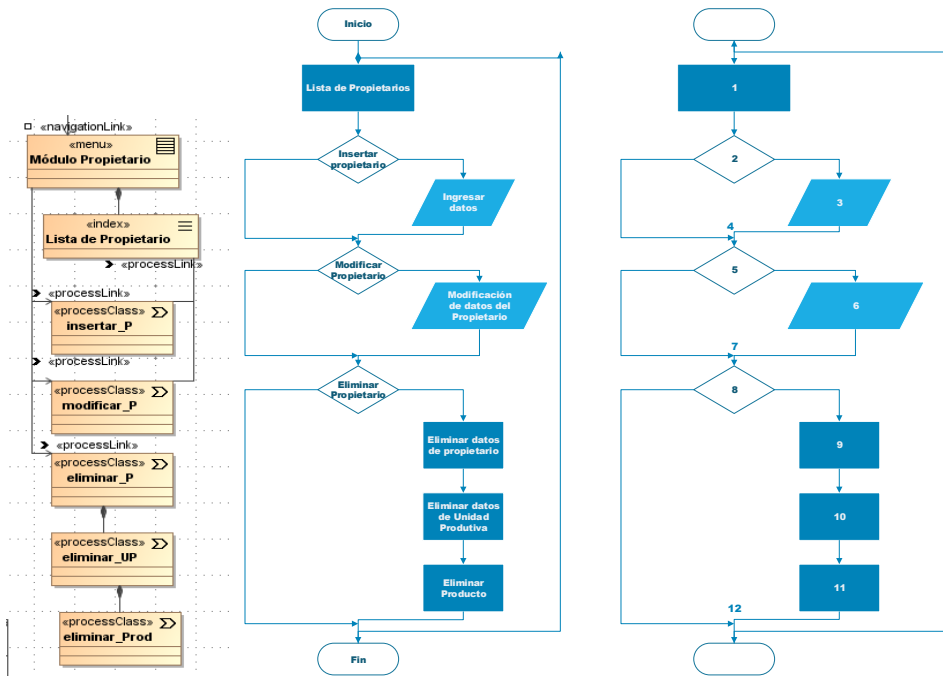 «navigationLink»
«menu»
Módulo Propietario
«index»
Lista de Propietario
«processLink»
«processLink»
«processClass»
insertar_P
«processLink»
«processClass»
modificar_P
«processLink»
«processClass»
eliminar_P
«processClass»
eliminar_UP
«processClass»
eliminar_Prod
Inicio
Lista de Propietarios
Insertar
propietario
Ingresar
datos
Modificar
Propietario
Modificación
de datos del
Propietario
Eliminar
Propietario
Eliminar datos
de propietario
Eliminar datos
de Unidad
Produtiva
Eliminar
Producto
Fin
1
2
3
4
5
6
7
8
9
10
11
12